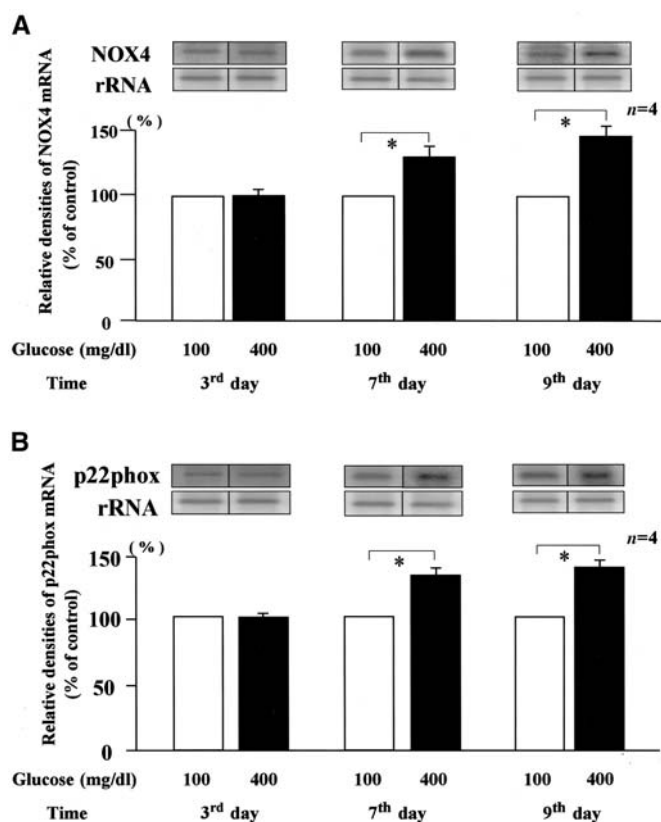 A
NOX4
rRNA
(%)
n=4
150
*
*
100
50
0
Relative densities of NOX4 mRNA
(% of control)
Glucose (mg/dl) 100 400 100 400 100 400
Time 3rd day 7th day 9th day
B
p22phox
rRNA
(%)
n=4
150
*
*
100
50
0
Relative densities of p22phox mRNA
(% of control)
Glucose (mg/dl) 100 400 100 400 100 400
Time 3rd day 7th day 9th day